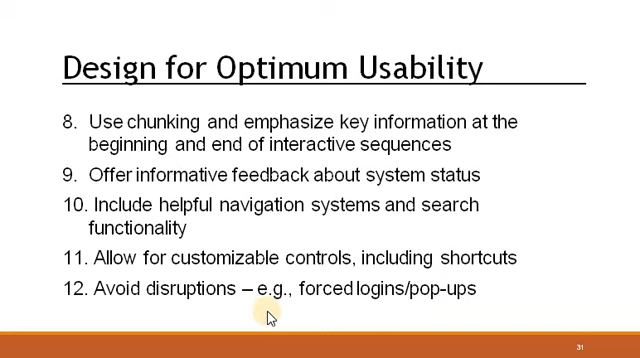 Design for Optimum Usability
8. Use chunking and emphasize key information at the
beginning and end of interactive sequences
9. Offer informative feedback about system status
10. Include helpful navigation systems and search
functionality
11. Allow for customizable controls, including shortcuts
12. Avoid disruptions – e.g., forced logins/pop-ups
31